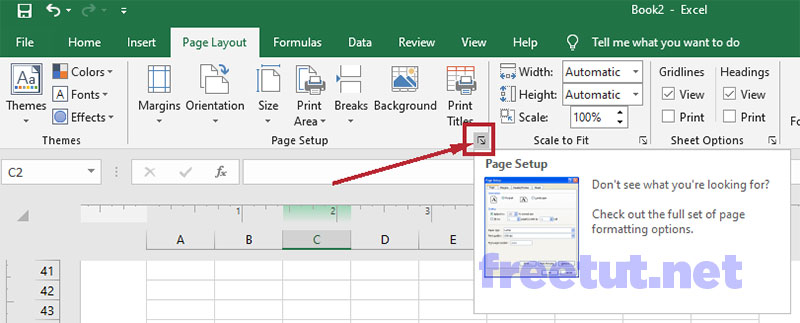 Book2 - Excel
File Home Insert Page Layout Formulas Data Review View Help Tell me what you want to do
Themes
Colors
Fonts
Effects
Themes
Margins
Orientation
Size
Print Area
Breaks
Background
Print Titles
Page Setup
Width: Automatic
Height: Automatic
Scale: 100%
Scale to Fit
Gridlines
View
Print
Headings
View
Print
Sheet Options
Fo
C2
fx
1 2 3
A B C D E
41
42
43
Page Setup
Don't see what you're looking for?
Check out the full set of page
formatting options.
freetut.net